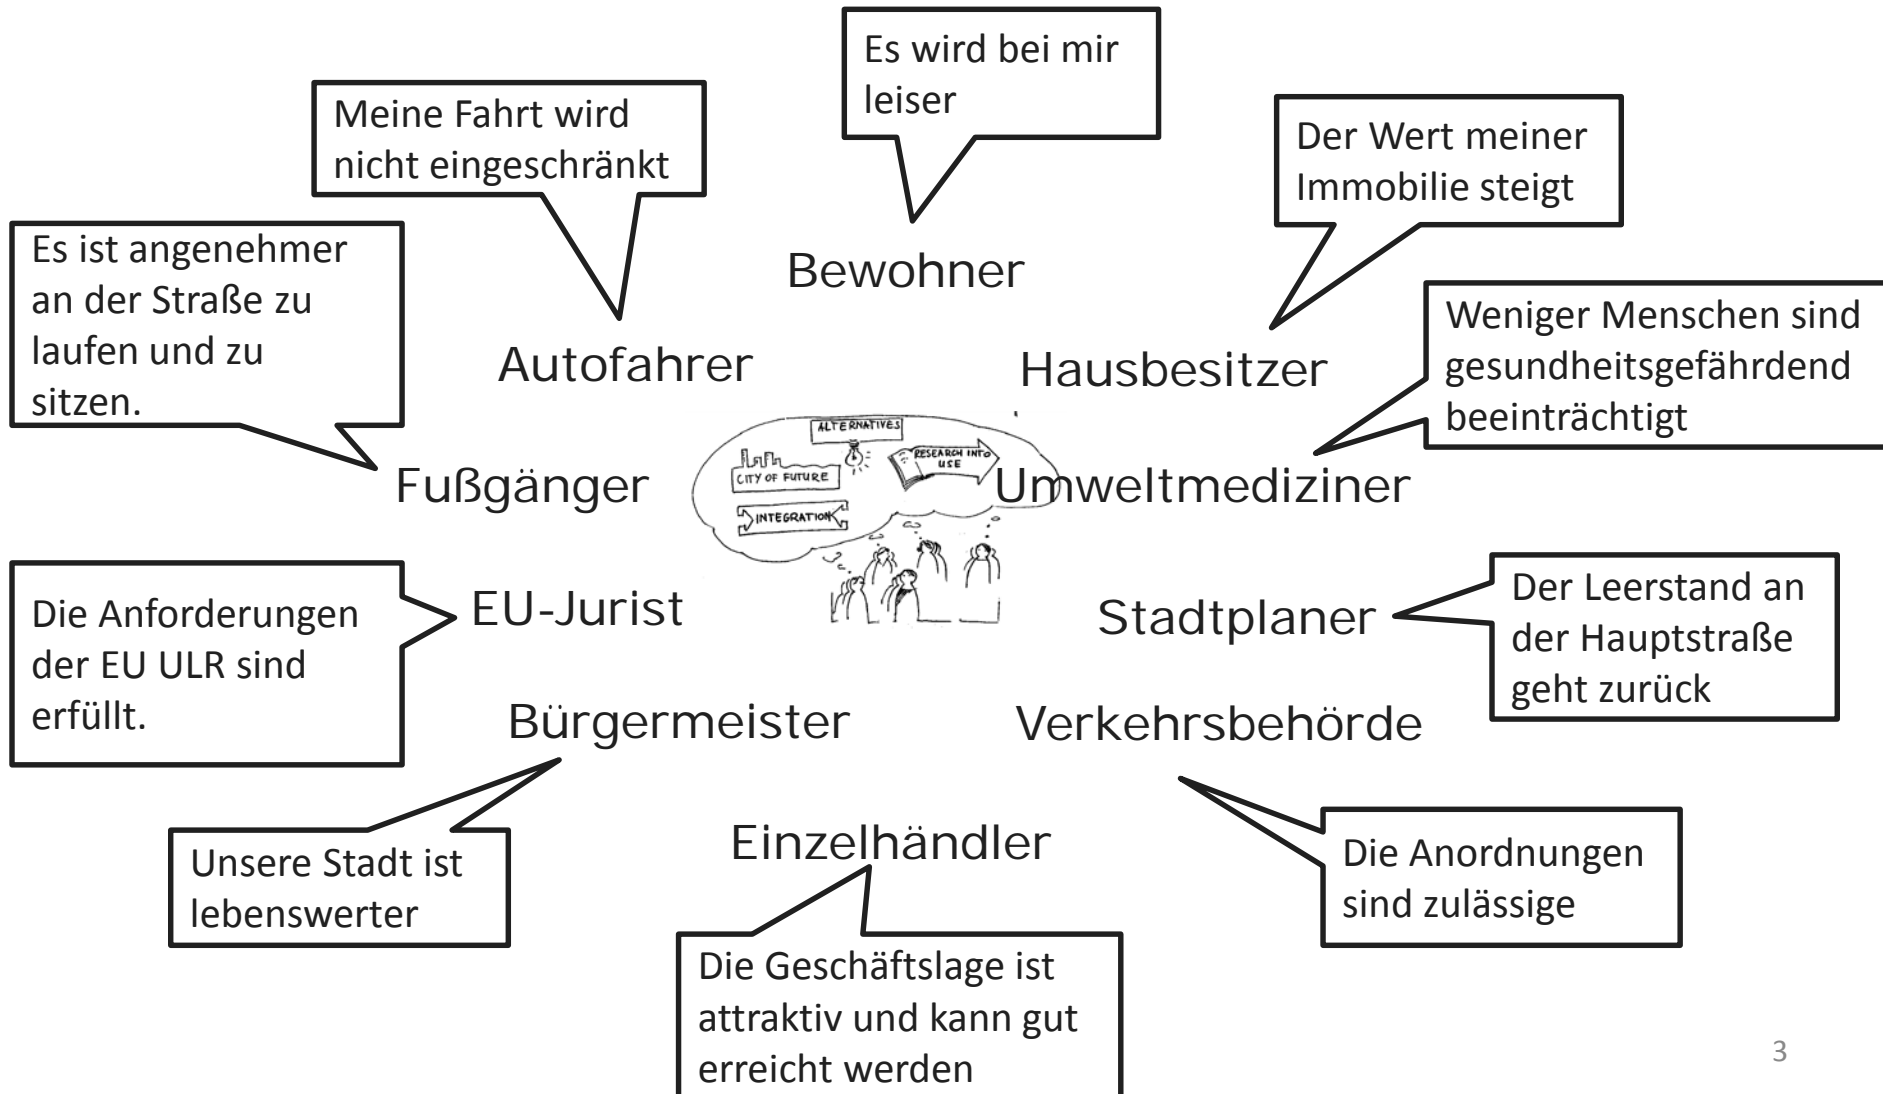 Es wird bei mir
leiser
Meine Fahrt wird
nicht eingeschränkt
Der Wert meiner
Immobilie steigt
Es ist angenehmer
an der Straße zu
laufen und zu
sitzen.
Bewohner
Weniger Menschen sind
gesundheitsgefährdend
beeinträchtigt
Autofahrer
Hausbesitzer
ALTERNATIVES
RESEARCH INTO
USE
CITY OF FUTURE
INTEGRATION
Fußgänger
Umweltmediziner
Die Anforderungen
der EU ULR sind
erfüllt.
EU-Jurist
Stadtplaner
Der Leerstand an
der Hauptstraße
geht zurück
Bürgermeister
Verkehrsbehörde
Unsere Stadt ist
lebenswerter
Einzelhändler
Die Anordnungen
sind zulässige
Die Geschäftslage ist
attraktiv und kann gut
erreicht werden
3